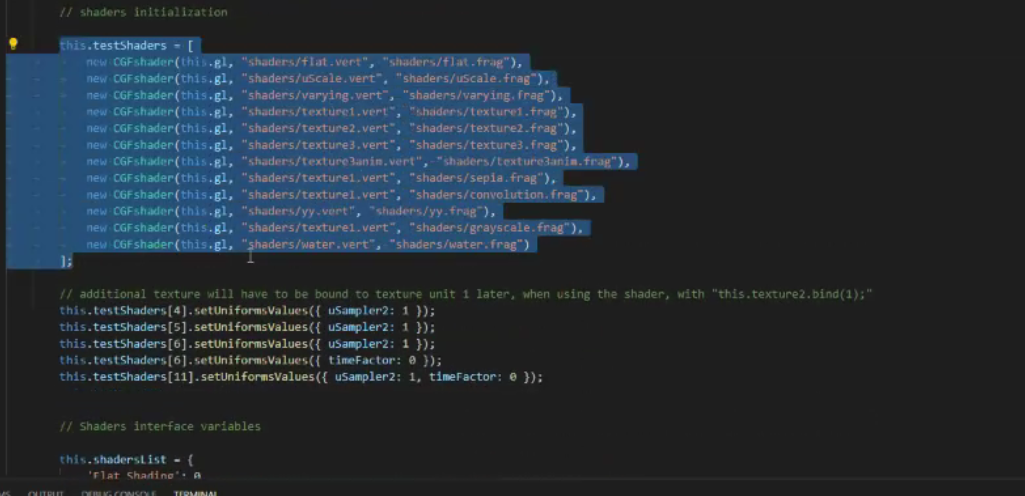 // shaders initialization
this.testShaders = [
new CGFshader(this.gl, "shaders/flat.vert", "shaders/flat.frag"),
new CGFshader(this.gl, "shaders/uScale.vert", "shaders/uScale.frag"),
new CGFshader(this.gl, "shaders/varying.vert", "shaders/varying.frag"),
new CGFshader(this.gl, "shaders/texture1.vert", "shaders/texture1.frag"),
new CGFshader(this.gl, "shaders/texture2.vert", "shaders/texture2.frag"),
new CGFshader(this.gl, "shaders/texture3.vert", "shaders/texture3.frag"),
new CGFshader(this.gl, "shaders/texture3anim.vert", "shaders/texture3anim.frag"),
new CGFshader(this.gl, "shaders/texture1.vert", "shaders/sepia.frag"),
new CGFshader(this.gl, "shaders/texture1.vert", "shaders/convolution.frag"),
new CGFshader(this.gl, "shaders/yy.vert", "shaders/yy.frag"),
new CGFshader(this.gl, "shaders/texture1.vert", "shaders/grayscale.frag"),
new CGFshader(this.gl, "shaders/water.vert", "shaders/water.frag")
];
// additional texture will have to be bound to texture unit 1 later, when using the shader, with "this.texture2.bind(1);"
this.testShaders[4].setUniformsValues({ uSampler2: 1 });
this.testShaders[5].setUniformsValues({ uSampler2: 1 });
this.testShaders[6].setUniformsValues({ uSampler2: 1 });
this.testShaders[6].setUniformsValues({ timeFactor: 0 });
this.testShaders[11].setUniformsValues({ uSampler2: 1, timeFactor: 0 });
// Shaders interface variables
this.shadersList = {
'Flat Shading': 0
OUTPUT DEBUG CONSOLE TERMINAL